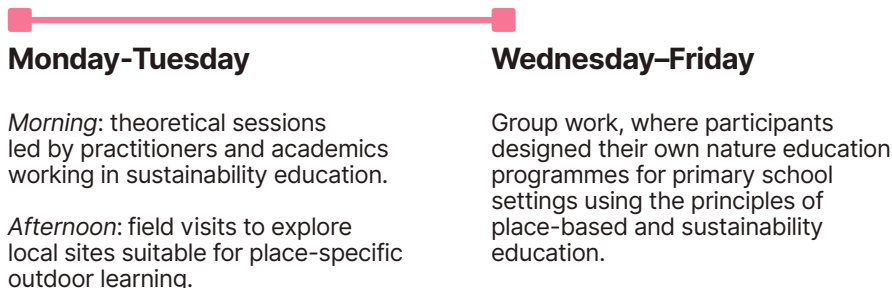 Monday-Tuesday
Morning: theoretical sessions
led by practitioners and academics
working in sustainability education.
Afternoon: field visits to explore
local sites suitable for place-specific
outdoor learning.
Wednesday–Friday
Group work, where participants
designed their own nature education
programmes for primary school
settings using the principles of
place-based and sustainability
education.